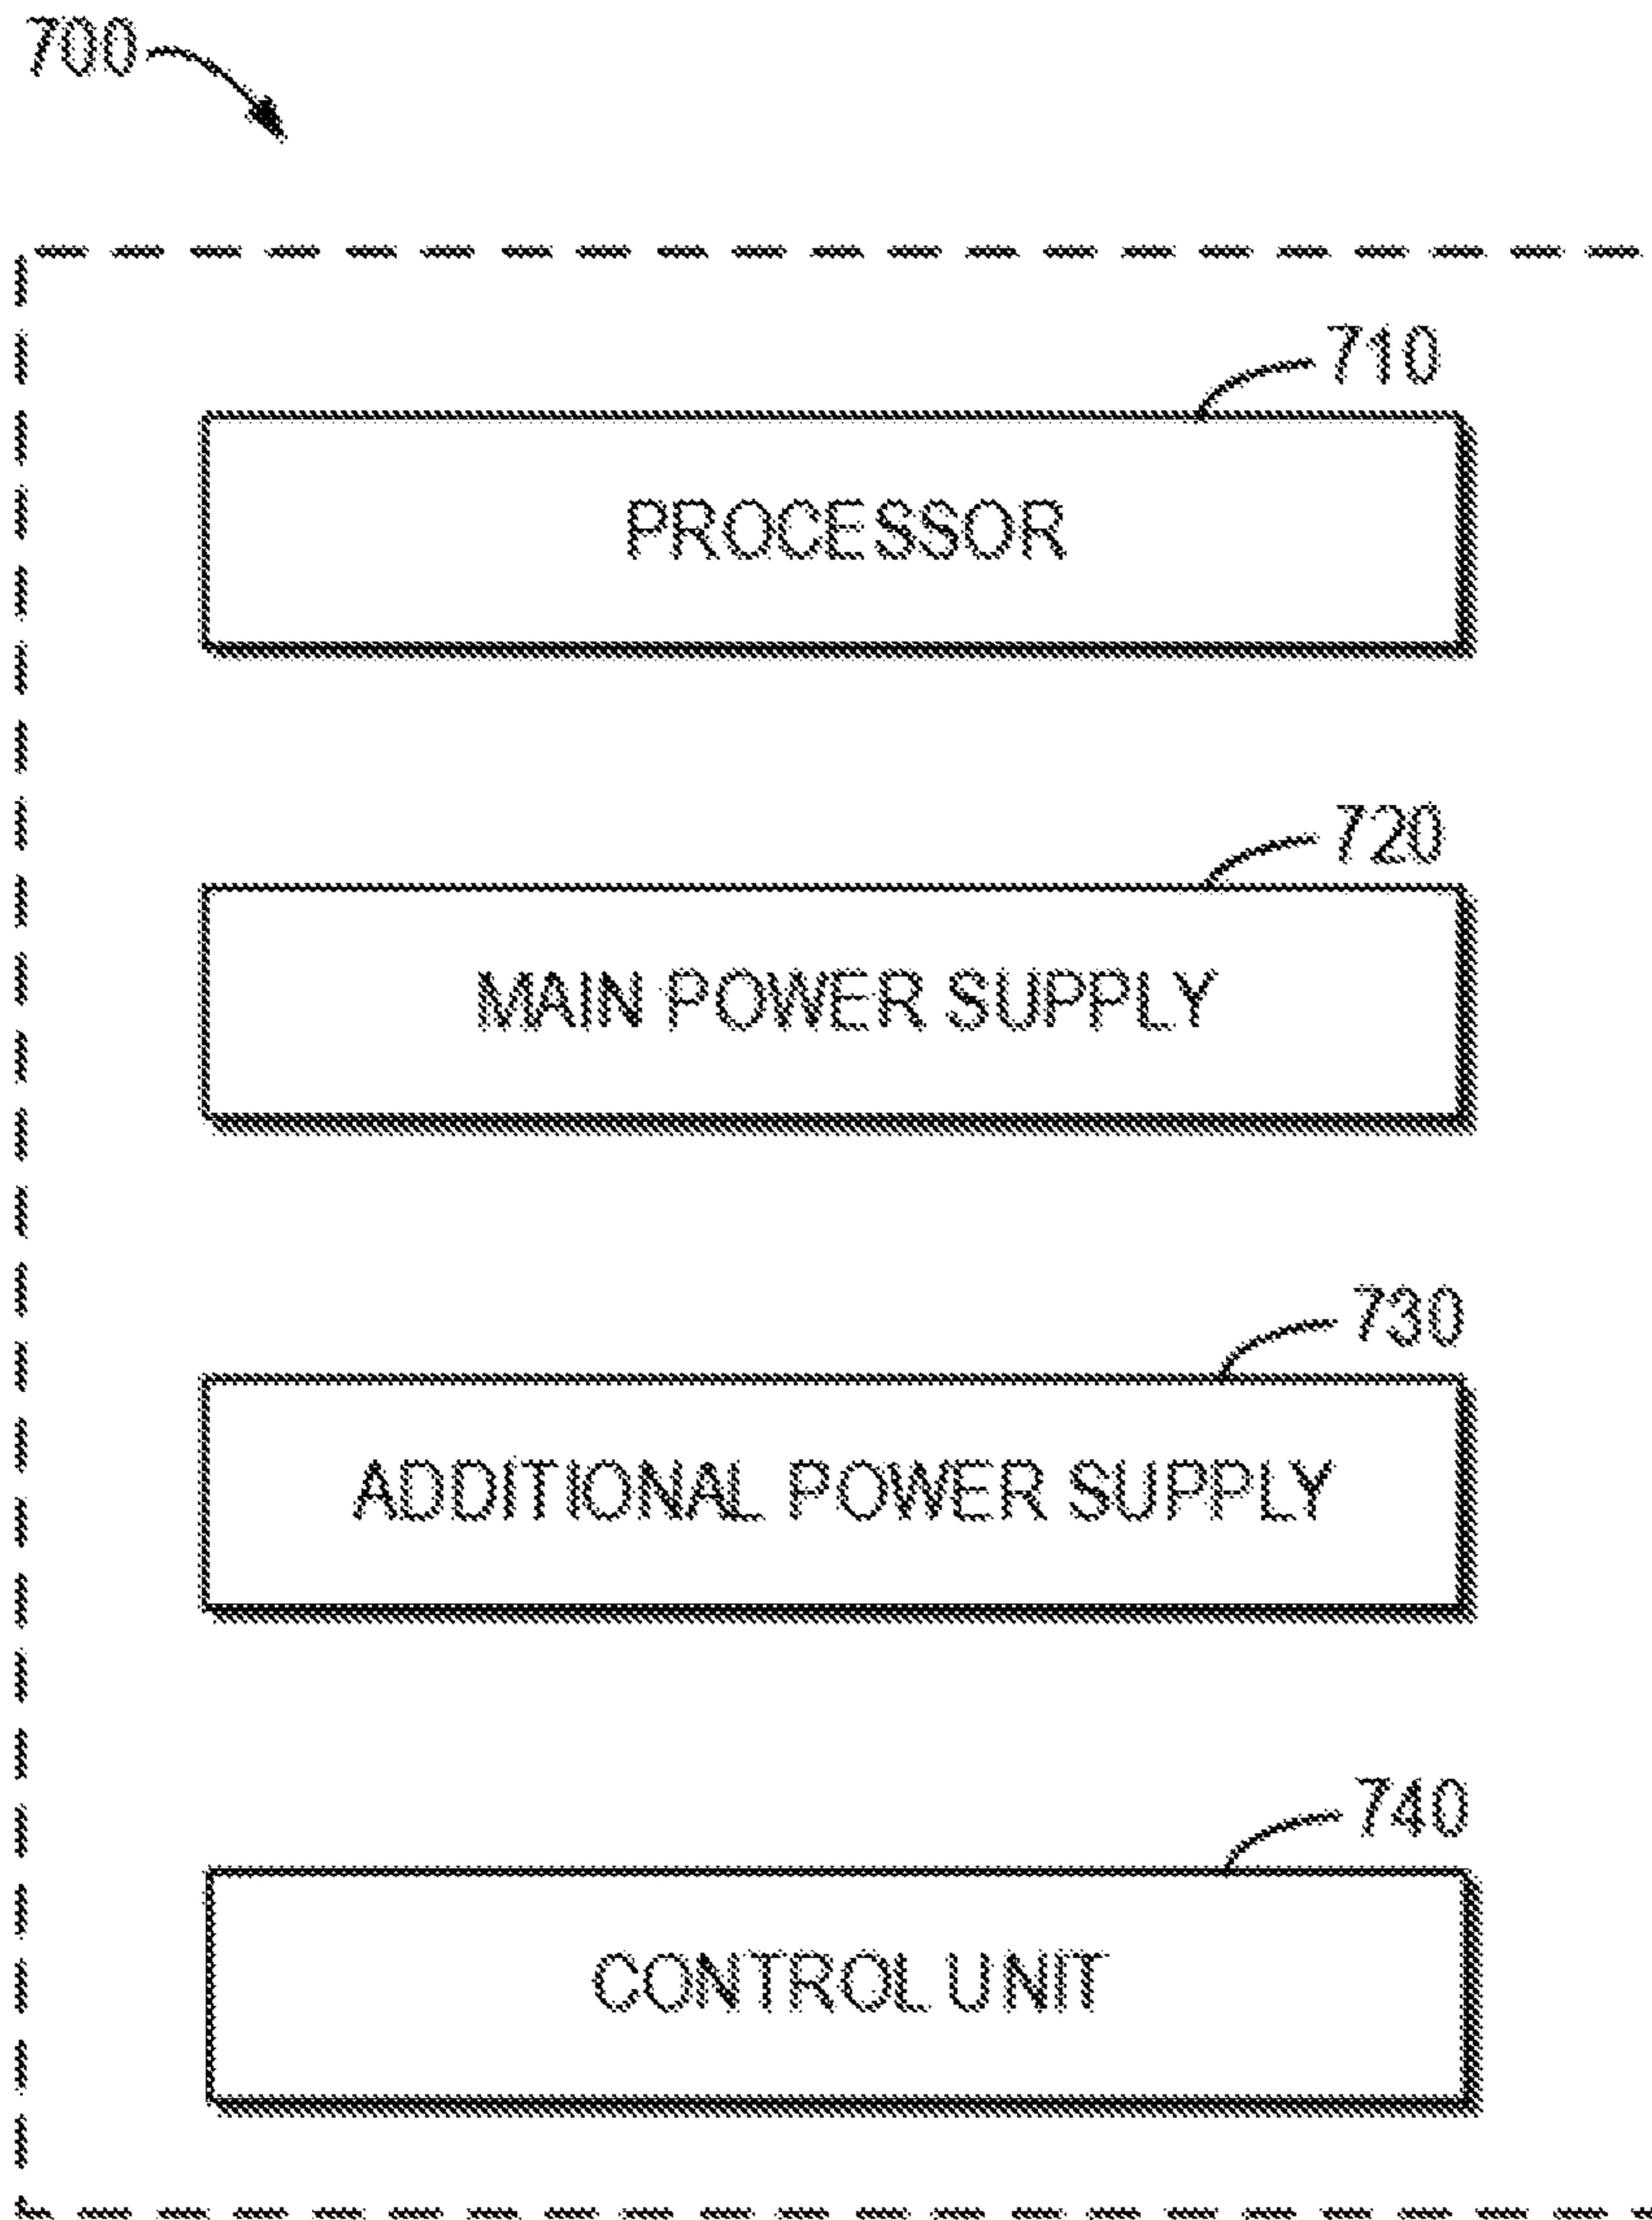 700
710
PROCESSOR
720
MAIN POWER SUPPLY
730
ADDITIONAL POWER SUPPLY
740
CONTROL UNIT